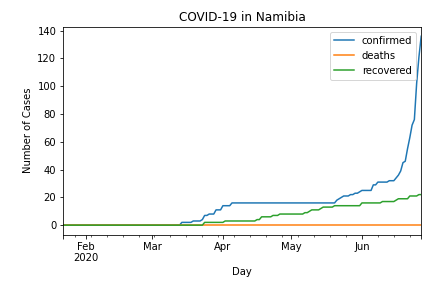 COVID-19 in Namibia
140
120
100
80
60
40
20
0
Number of Cases
confirmed
deaths
recovered
Feb
2020
Mar
Apr
May
Jun
Day